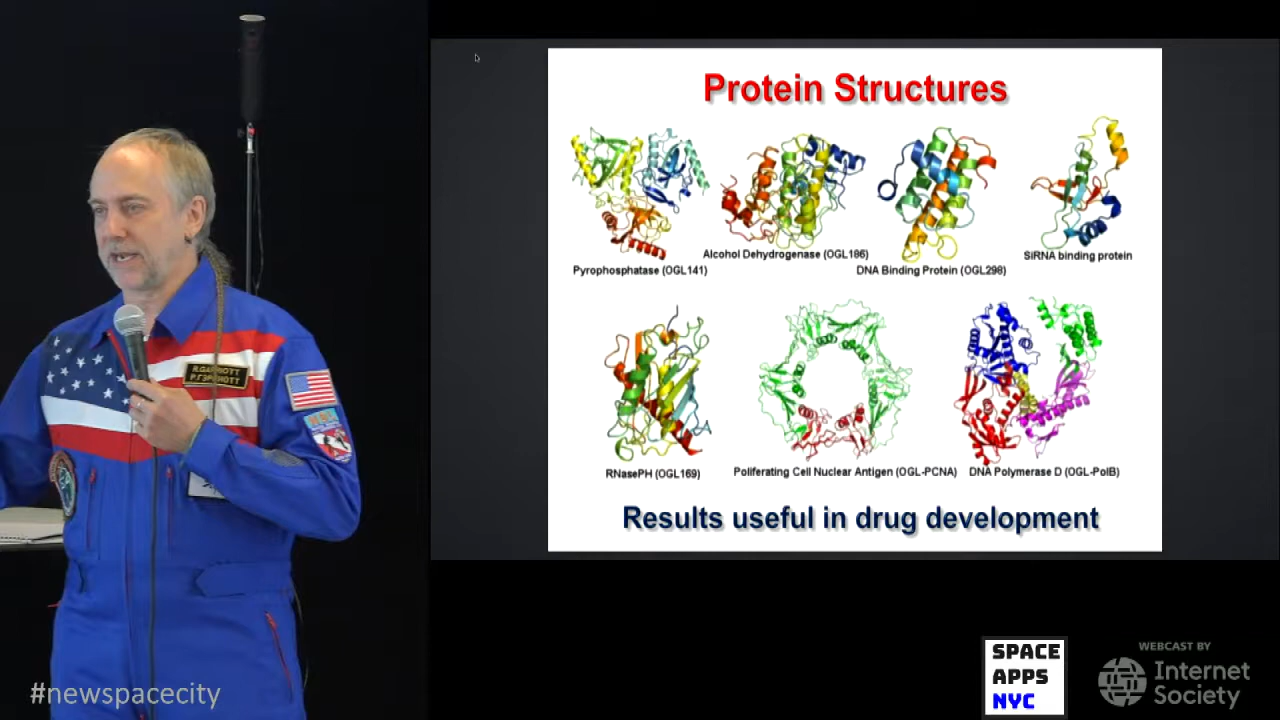 Protein Structures
Pyrophosphatase (OGL141)
Alcohol Dehydrogenase (OGL186)
DNA Binding Protein (OGL298)
SiRNA binding protein
RNasePH (OGL169)
Poliferating Cell Nuclear Antigen (OGL-PCNA)
DNA Polymerase D (OGL-PolB)
Results useful in drug development
R.GARRIOTT
Р.ГЭРИОТТ
#newspacecity
SPACE
APPS
NYC
WEBCAST BY
Internet
Society